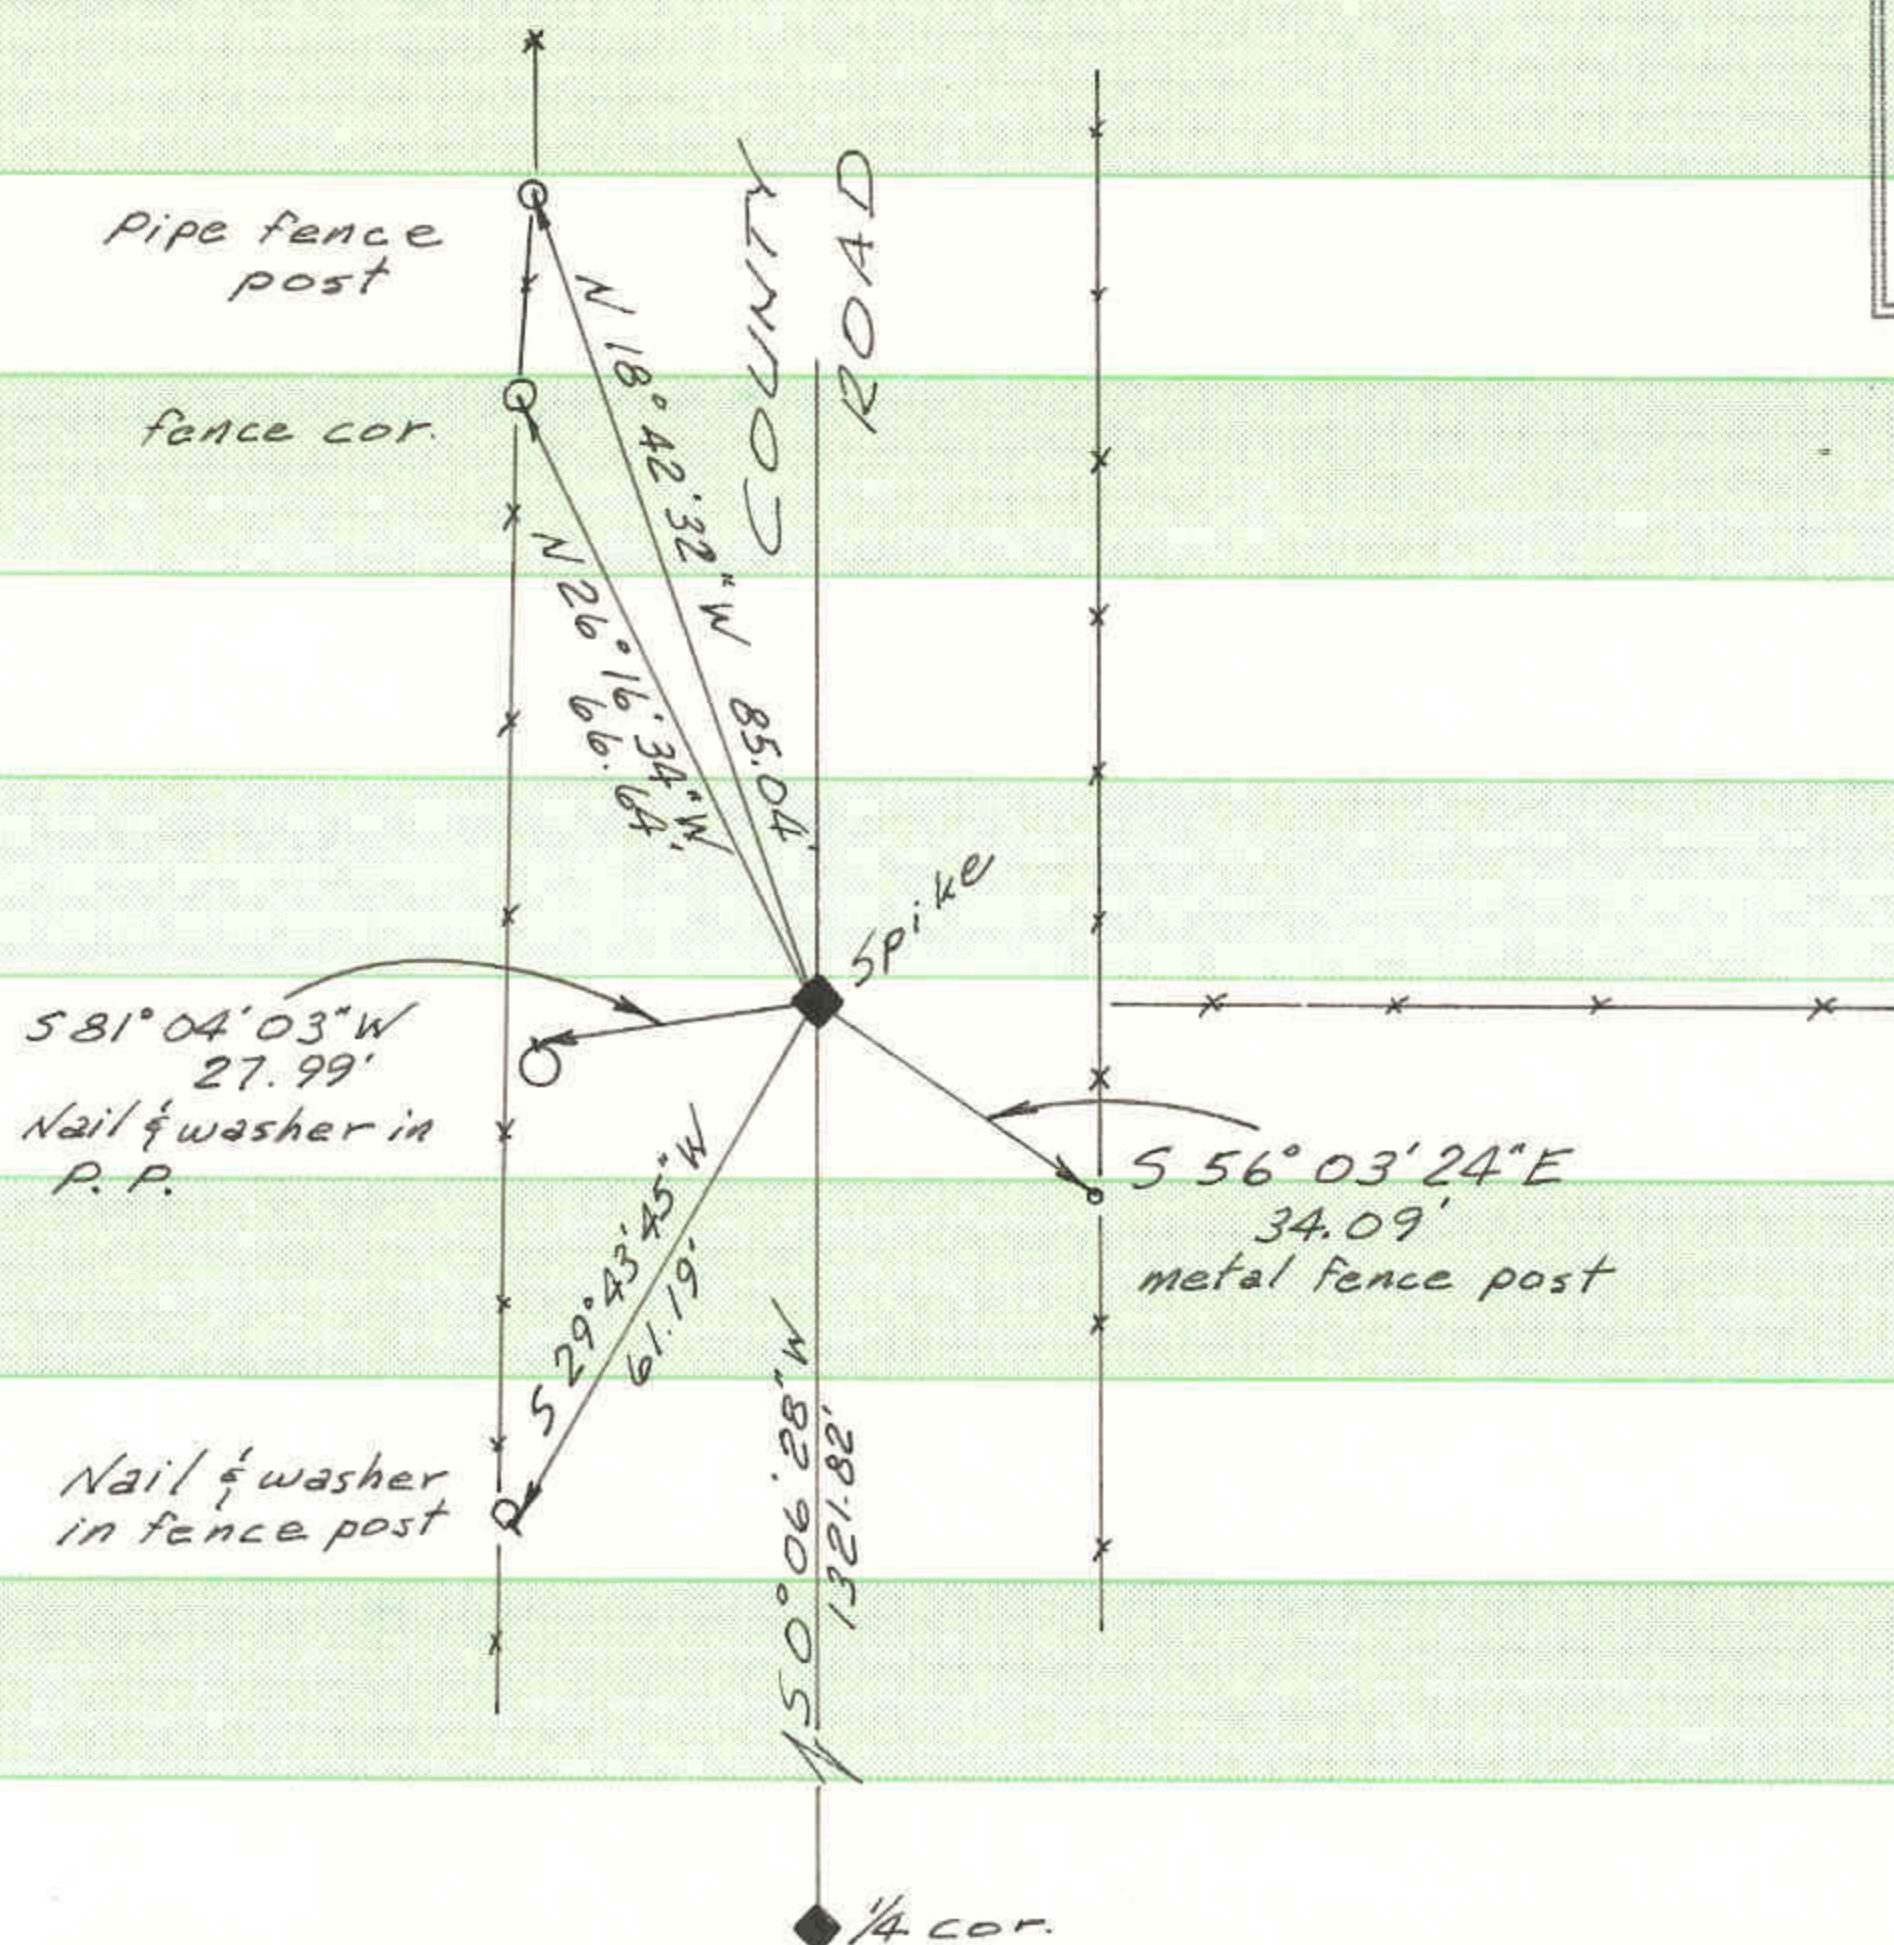 Pipe fence
post
fence cor.
N 18° 42' 32" W 85.04'
N 26° 16' 34" W
66.64'
COUNTY
ROAD
Spike
S 81° 04' 03" W
27.99'
Nail & washer in
P. P.
S 29° 43' 45" W
61.19'
S 56° 03' 24" E
34.09'
metal fence post
Nail & washer
in fence post
S 0° 06' 28" W
1321.82'
1/4 cor.